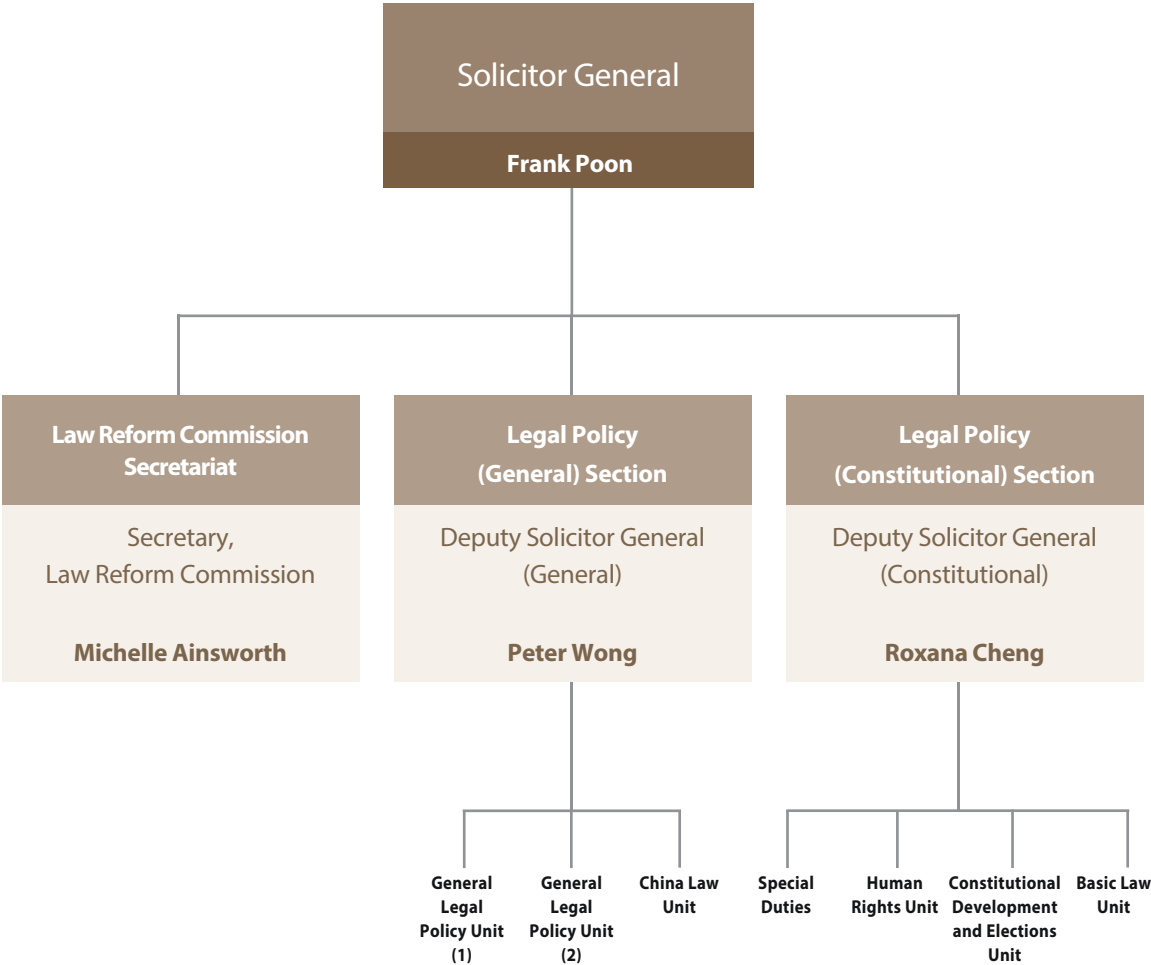 Solicitor General
Frank Poon
Law Reform Commission
Secretariat
Secretary,
Law Reform Commission
Michelle Ainsworth
Legal Policy
(General) Section
Deputy Solicitor General
(General)
Peter Wong
Legal Policy
(Constitutional) Section
Deputy Solicitor General
(Constitutional)
Roxana Cheng
General
Legal
Policy Unit
(1)
General
Legal
Policy Unit
(2)
China Law
Unit
Special
Duties
Human
Rights Unit
Constitutional
Development
and Elections
Unit
Basic Law
Unit